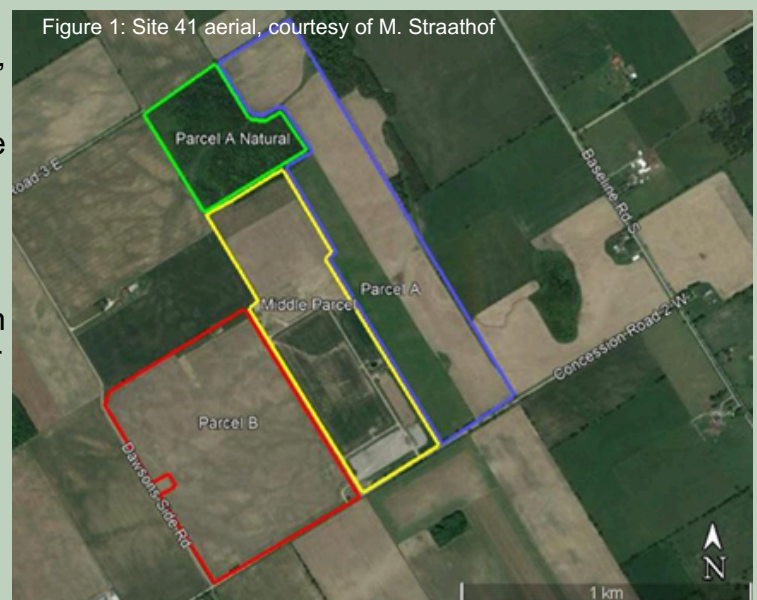 Figure 1: Site 41 aerial, courtesy of M. Straathof
Parcel A Natural
Road 3 E
Baseline Rd S
Parcel A
Middle Parcel
Concession Road 2 W
Parcel B
Dawsons Side Rd
N
1 km